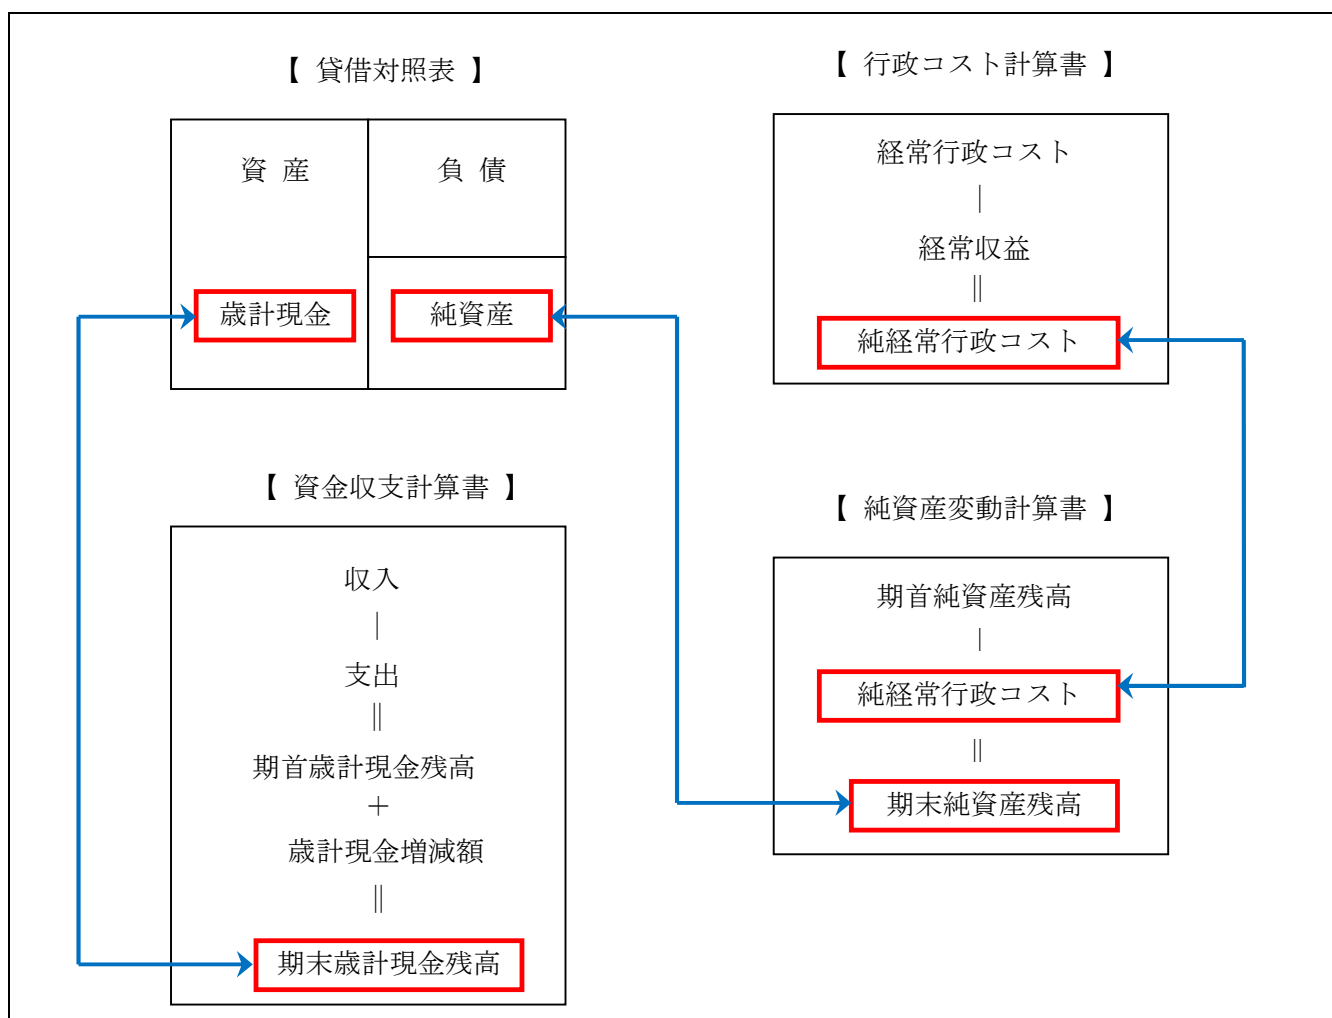 【 貸借対照表 】
資 産
負 債
歳計現金
純資産
【 行政コスト計算書 】
経常行政コスト
|
経常収益
||
純経常行政コスト
【 資金収支計算書 】
収入
|
支出
||
期首歳計現金残高
＋
歳計現金増減額
||
期末歳計現金残高
【 純資産変動計算書 】
期首純資産残高
|
純経常行政コスト
||
期末純資産残高